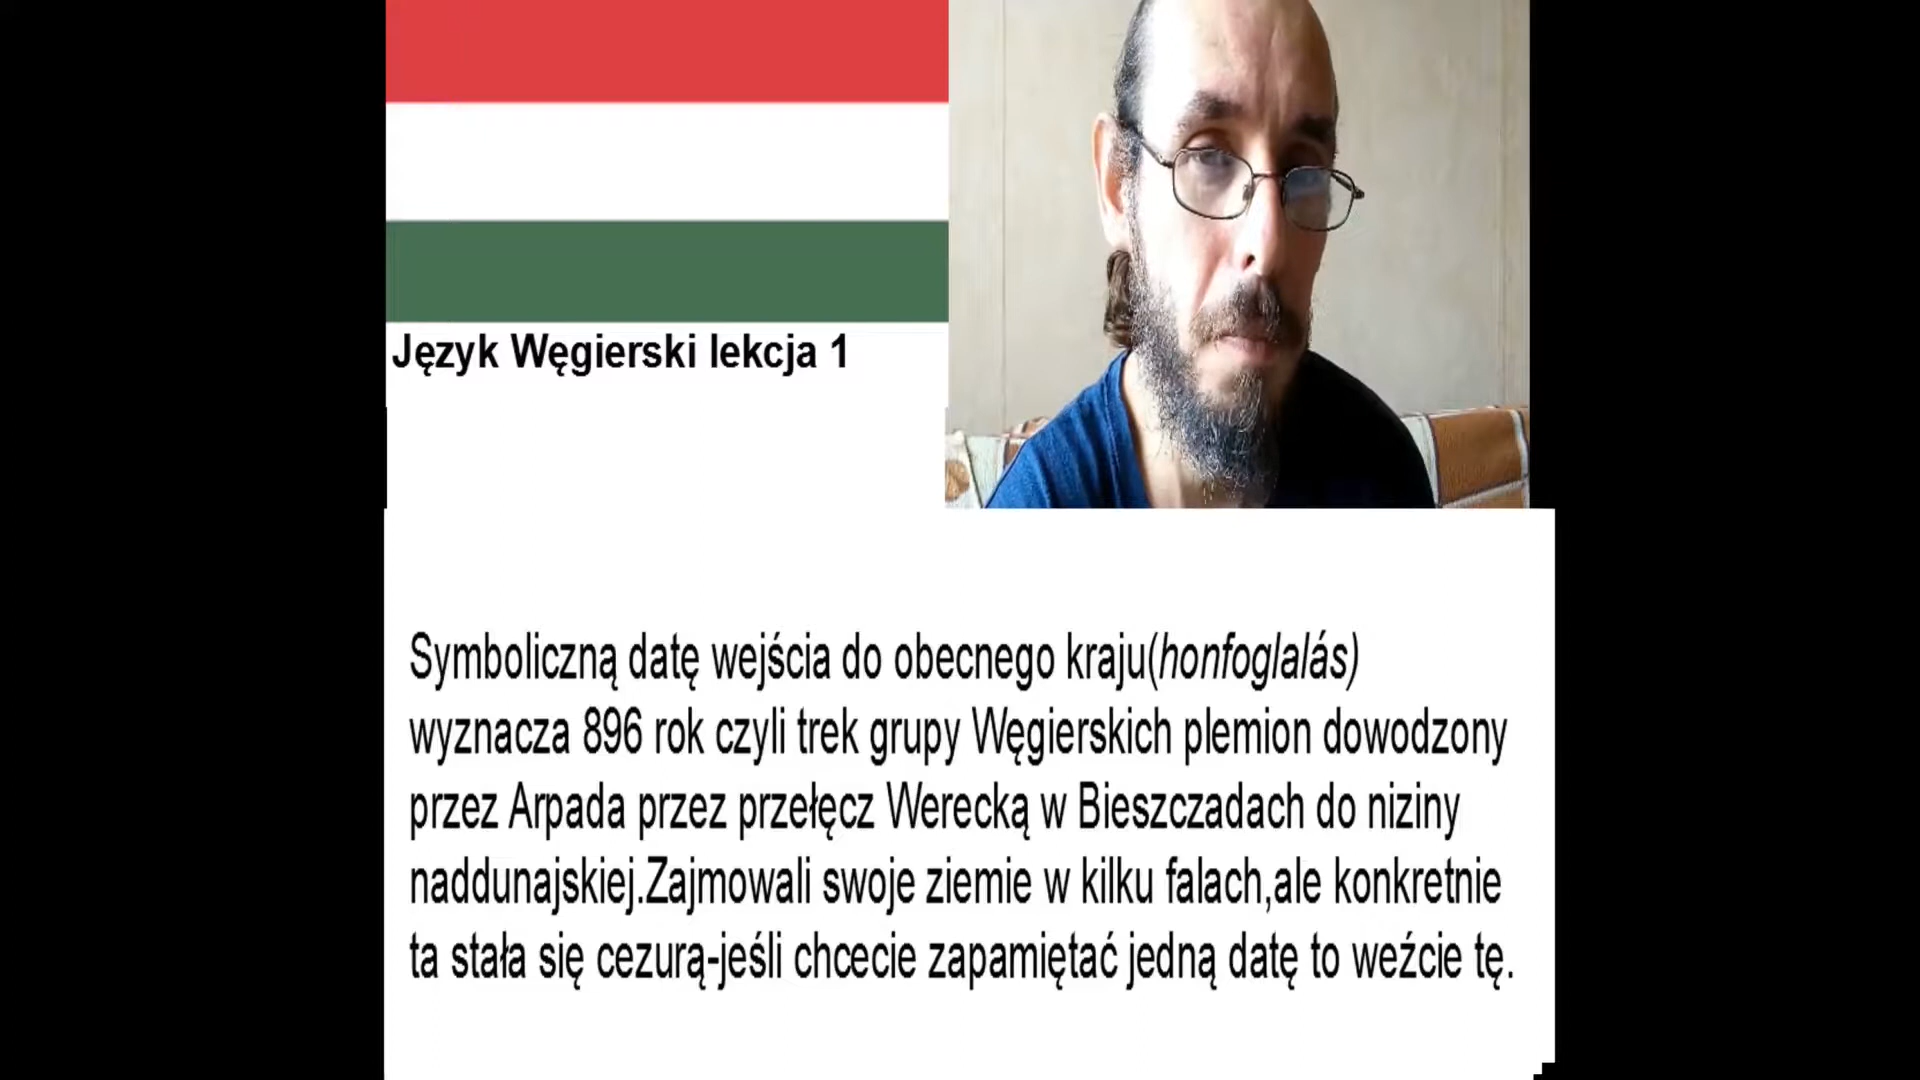 Język Węgierski lekcja 1
Symboliczną datę wejścia do obecnego kraju(honfoglalás)
wyznacza 896 rok czyli trek grupy Węgierskich plemion dowodzony
przez Arpada przez przełęcz Werecką w Bieszczadach do niziny
naddunajskiej.Zajmowali swoje ziemie w kilku falach,ale konkretnie
ta stała się cezurą-jeśli chcecie zapamiętać jedną datę to weźcie tę.